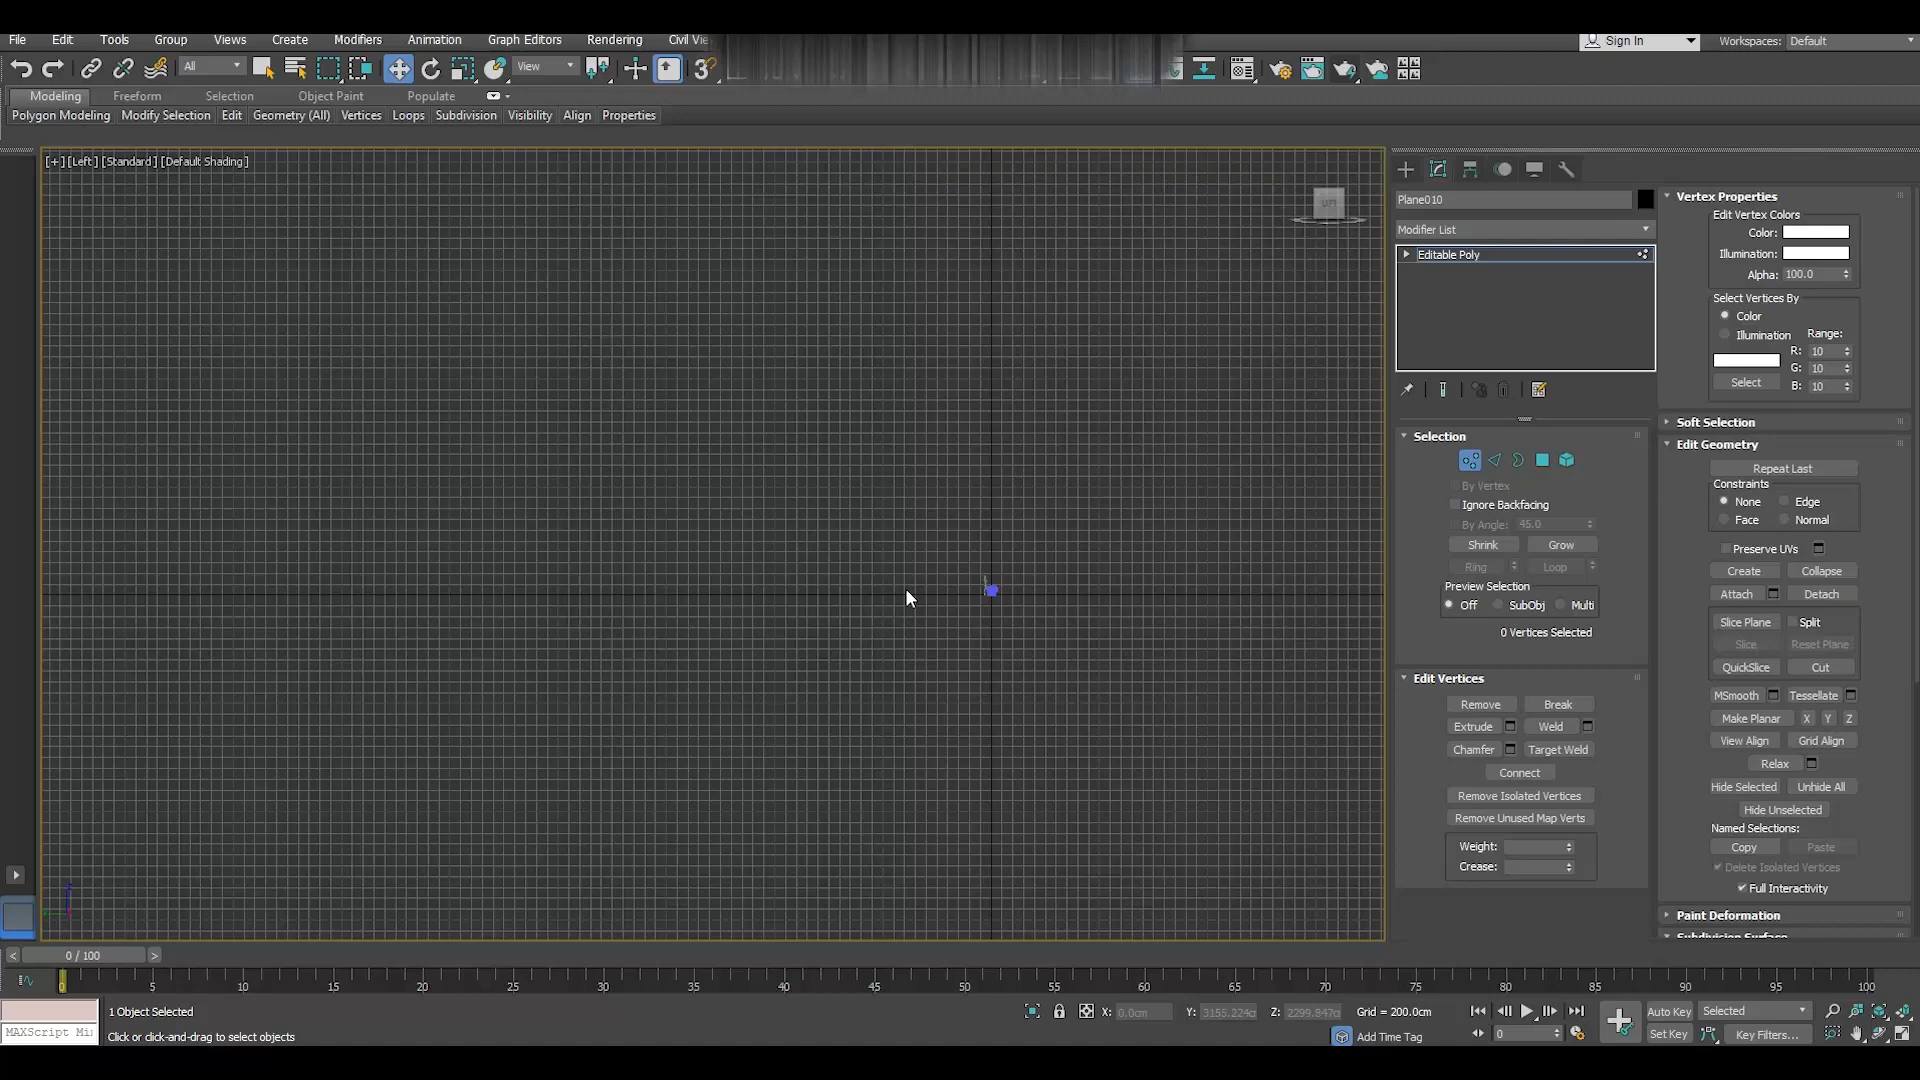 File Edit Tools Group Views Create Modifiers Animation Graph Editors Rendering Civil Vi
Sign In Workspaces: Default
All View
Modeling Freeform Selection Object Paint Populate
Polygon Modeling Modify Selection Edit Geometry (All) Vertices Loops Subdivision Visibility Align Properties
[+] [Left] [Standard] [Default Shading]
Plane010
Modifier List
Editable Poly
Selection
By Vertex
Ignore Backfacing
By Angle: 45.0
Shrink Grow
Ring Loop
Preview Selection
Off SubObj Multi
0 Vertices Selected
Edit Vertices
Remove Break
Extrude Weld
Chamfer Target Weld
Connect
Remove Isolated Vertices
Remove Unused Map Verts
Weight:
Crease:
Vertex Properties
Edit Vertex Colors
Color:
Illumination:
Alpha: 100.0
Select Vertices By
Color
Illumination Range:
R: 10
G: 10
Select B: 10
Soft Selection
Edit Geometry
Repeat Last
Constraints
None Edge
Face Normal
Preserve UVs
Create Collapse
Attach Detach
Slice Plane Split
Slice Reset Plane
QuickSlice Cut
MSmooth Tessellate
Make Planar X Y Z
View Align Grid Align
Relax
Hide Selected Unhide All
Hide Unselected
Named Selections:
Copy Paste
Delete Isolated Vertices
Full Interactivity
Paint Deformation
Subdivision Surface
< 0 / 100 >
0 5 10 15 20 25 30 35 40 45 50 55 60 65 70 75 80 85 90 95 100
1 Object Selected X: 0.0cm Y: 3155.224c Z: 2299.847c Grid = 200.0cm Auto Key Selected
MAXScript Mi Click or click-and-drag to select objects Add Time Tag 0 Set Key Key Filters...